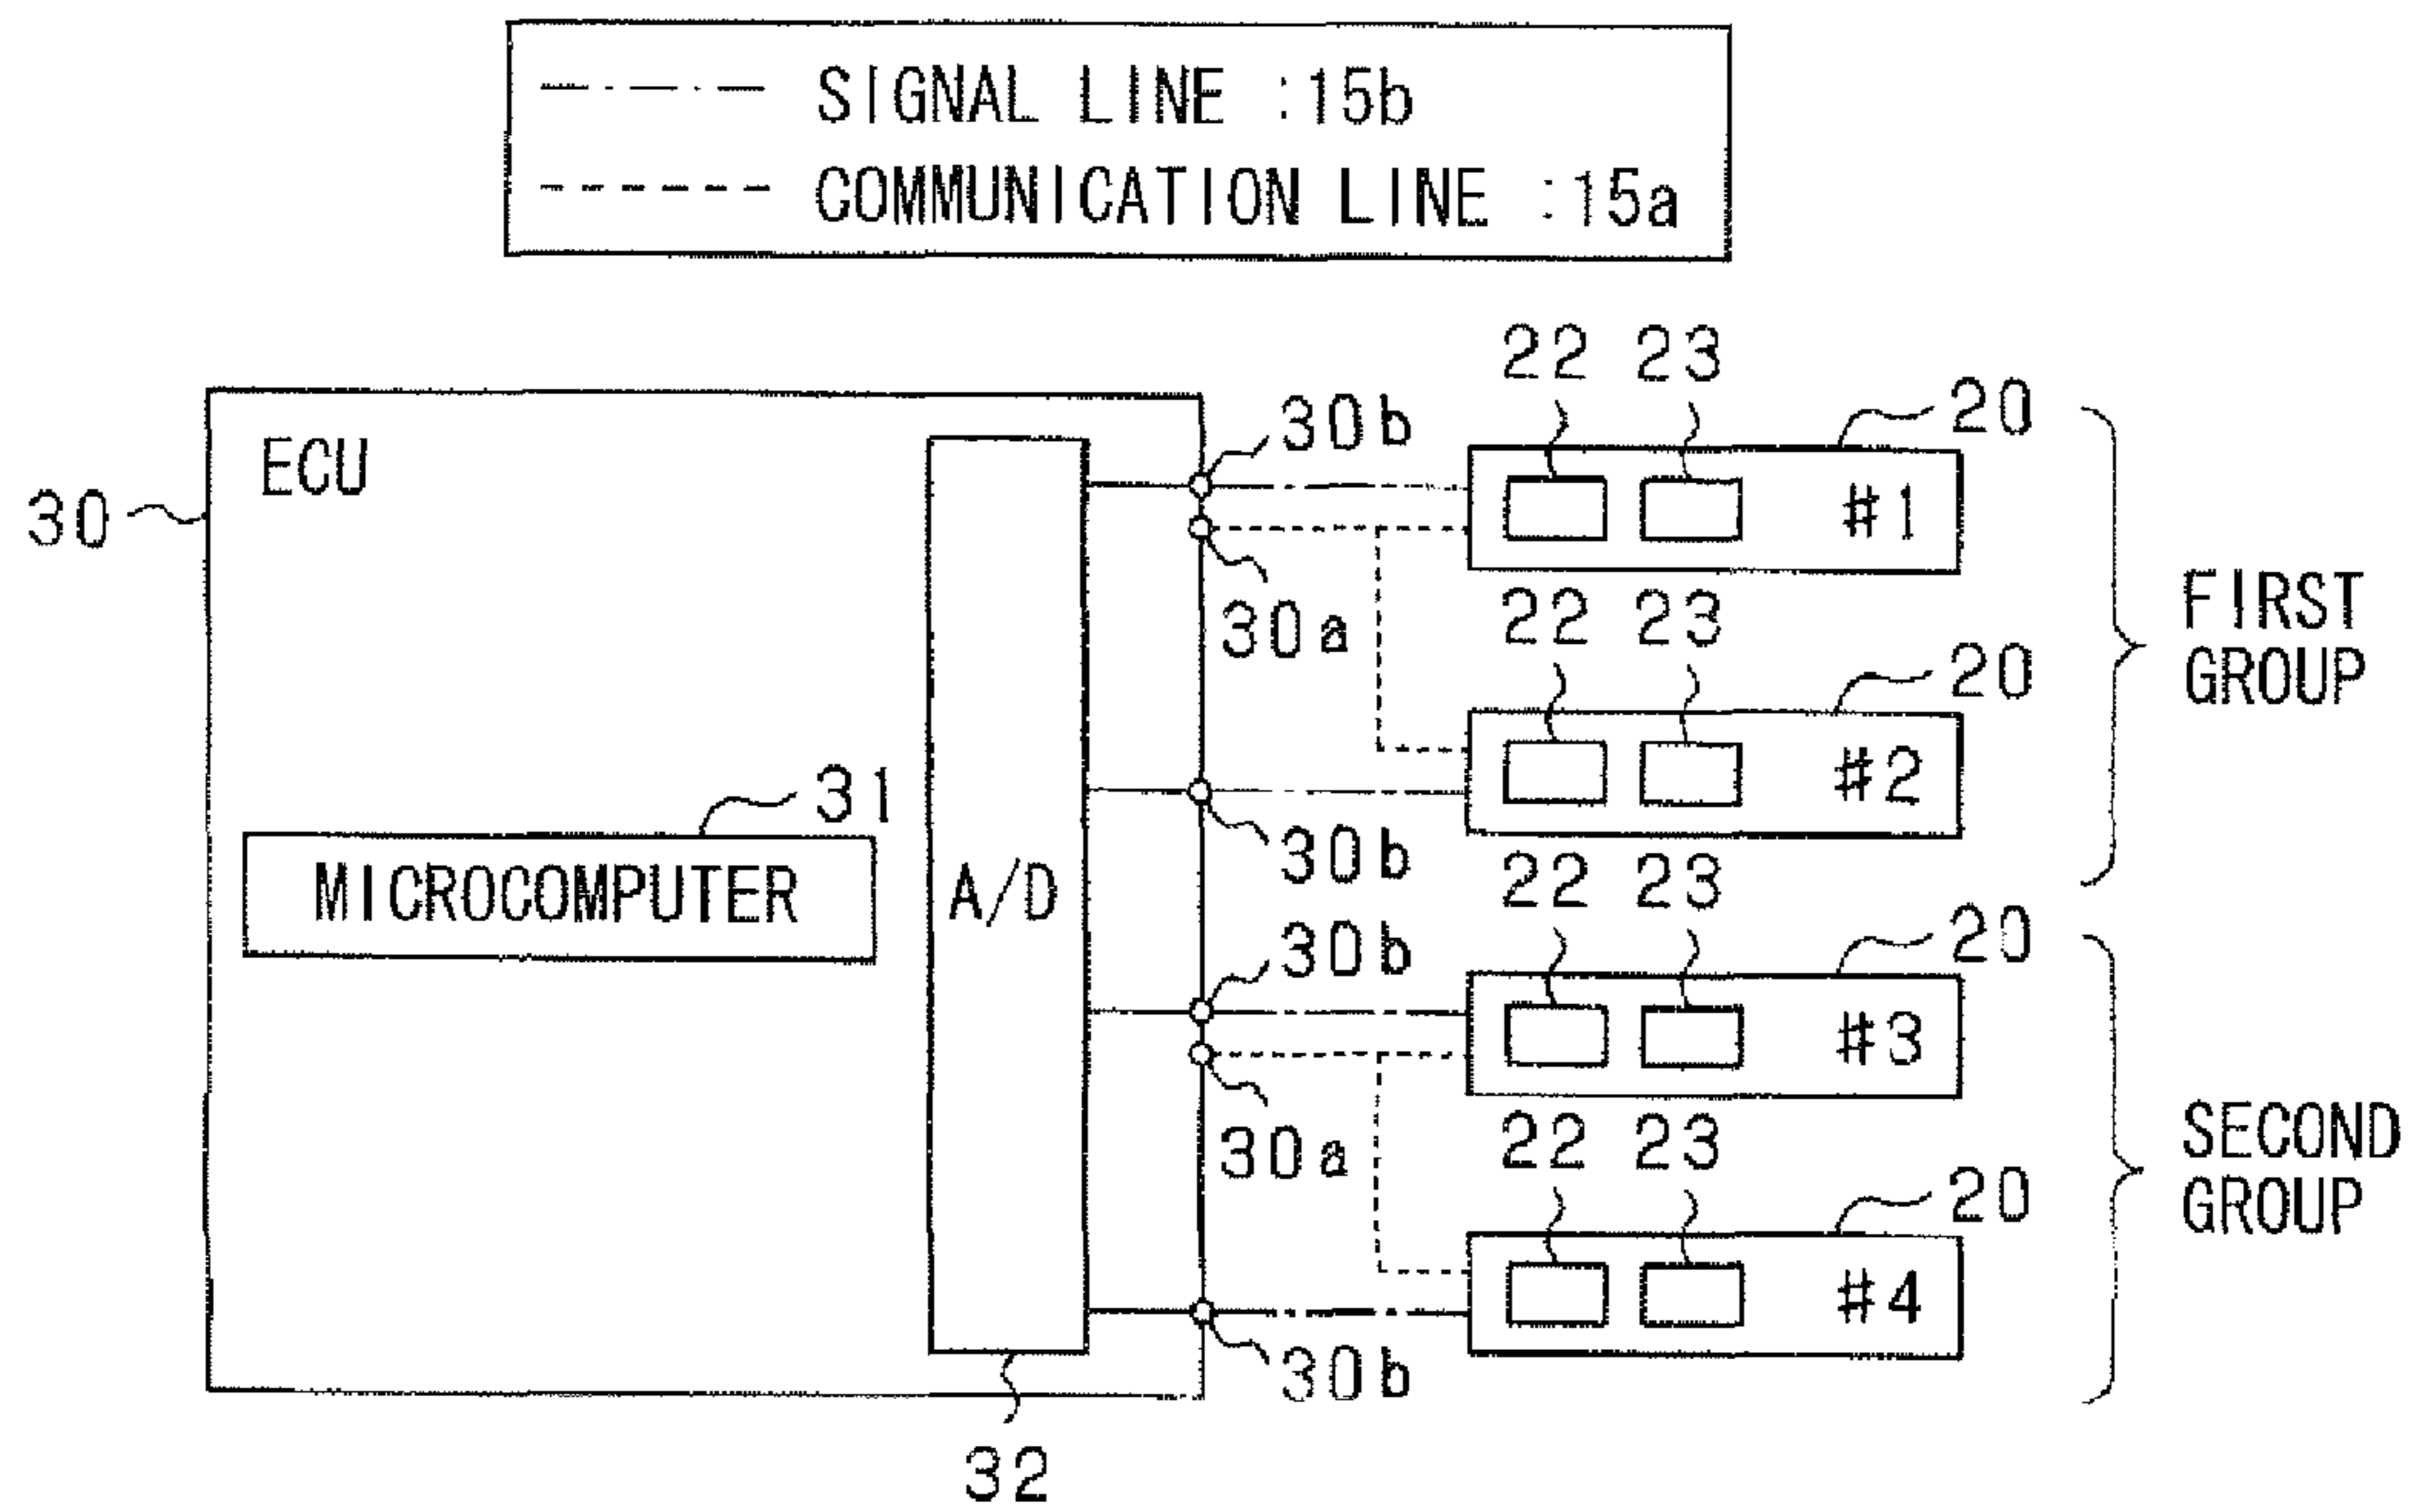 SIGNAL LINE :15b
COMMUNICATION LINE :15a
22 23
20
30b
ECU
30
#1
30a
22 23
FIRST
GROUP
20
#2
31
MICROCOMPUTER
A/D
30b
22 23
20
30b
#3
30a
22 23
SECOND
GROUP
20
#4
30b
32